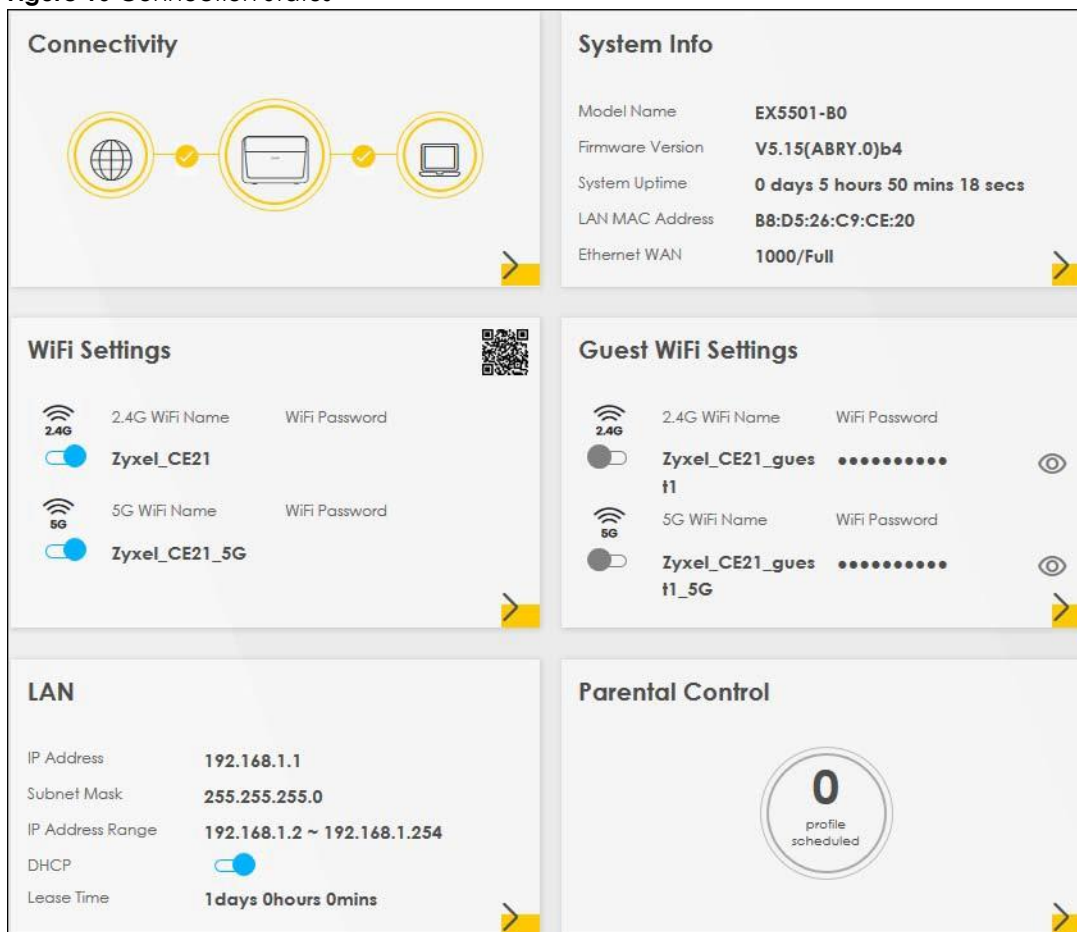 Connectivity
System Info
Model Name EX5501-B0
Firmware Version V5.15(ABRY.0)b4
System Uptime 0 days 5 hours 50 mins 18 secs
LAN MAC Address B8:D5:26:C9:CE:20
Ethernet WAN 1000/Full
WiFi Settings
2.4G
2.4G WiFi Name WiFi Password
Zyxel_CE21
5G
5G WiFi Name WiFi Password
Zyxel_CE21_5G
Guest WiFi Settings
2.4G
2.4G WiFi Name WiFi Password
Zyxel_CE21_gues ●●●●●●●●●●
t1
5G
5G WiFi Name WiFi Password
Zyxel_CE21_gues ●●●●●●●●●●
t1_5G
LAN
IP Address 192.168.1.1
Subnet Mask 255.255.255.0
IP Address Range 192.168.1.2 ~ 192.168.1.254
DHCP
Lease Time 1days 0hours 0mins
Parental Control
0
profile
scheduled